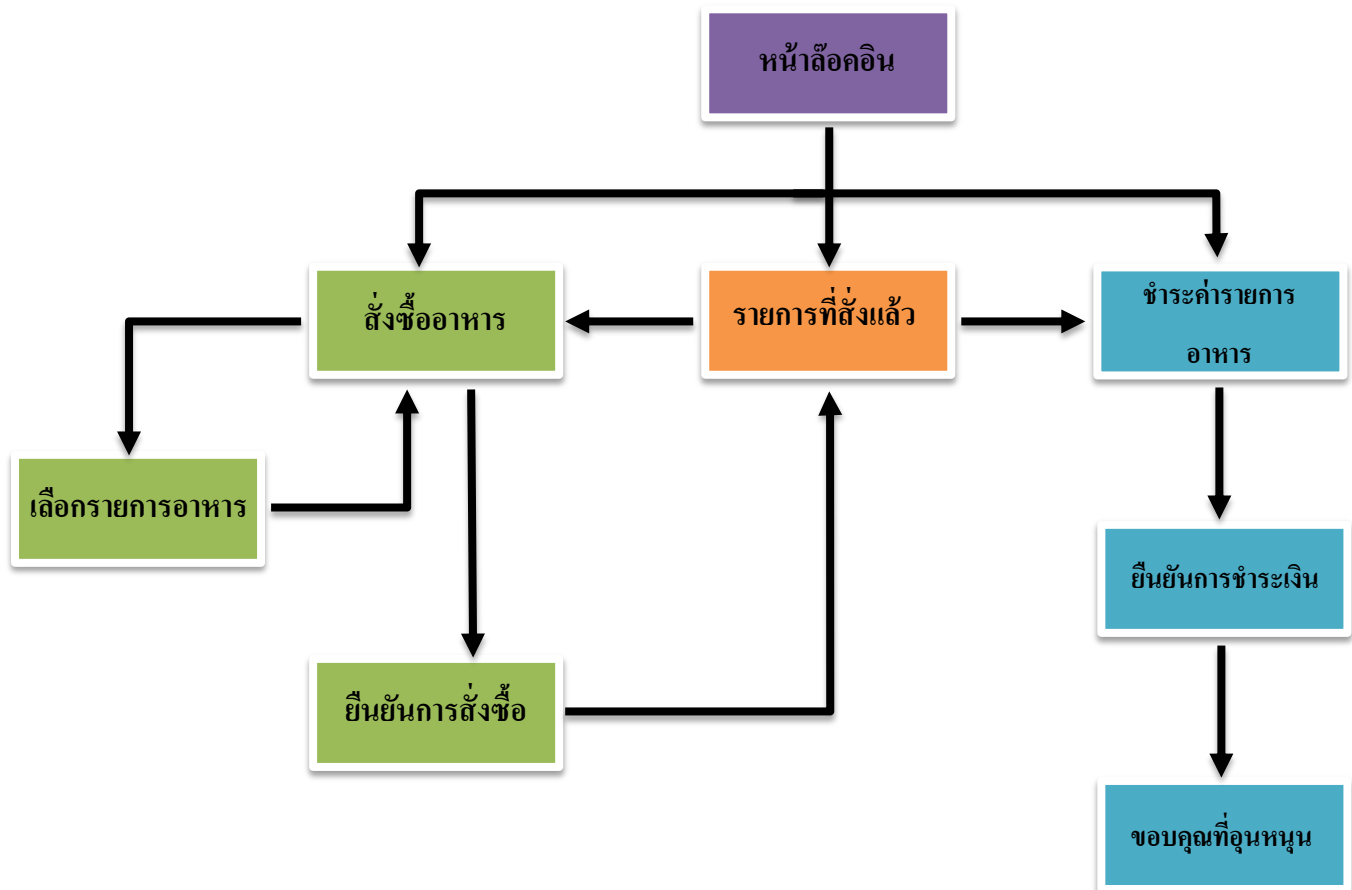 หน้าล๊อคอิน
สั่งซื้ออาหาร
รายการที่สั่งแล้ว
ชำระค่ารายการ
อาหาร
เลือกรายการอาหาร
ยืนยันการชำระเงิน
ยืนยันการสั่งซื้อ
ขอบคุณที่อุนหนุน